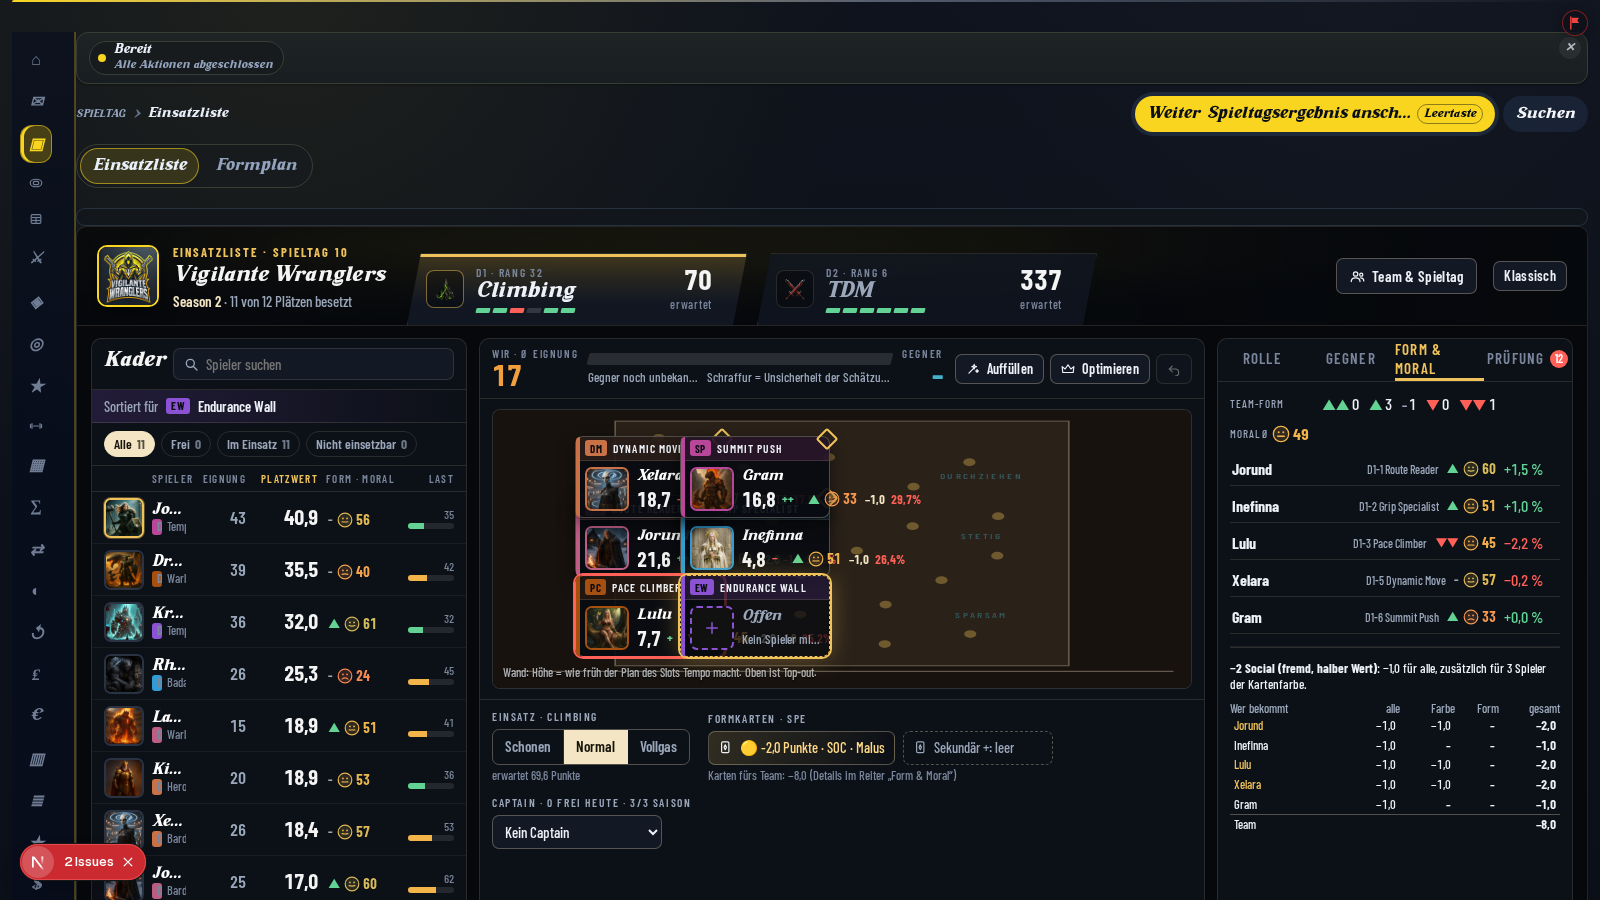 Bereit
Alle Aktionen abgeschlossen
SPIELTAG › Einsatzliste
Weiter Spieltagsergebnis ansch... Leertaste
Suchen
Einsatzliste
Formplan
EINSATZLISTE · SPIELTAG 10
Vigilante Wranglers
Season 2 · 11 von 12 Plätzen besetzt
VIGILANTE
WRANGLERS
D1 · RANG 32
Climbing
70
erwartet
D2 · RANG 6
TDM
337
erwartet
Team & Spieltag
Klassisch
Kader
Spieler suchen
Sortiert für EW Endurance Wall
Alle 11
Frei 0
Im Einsatz 11
Nicht einsetzbar 0
SPIELER EIGNUNG PLATZWERT FORM · MORAL LAST
Jo... 43 40,9 - 56 35
Temp
Dr... 39 35,5 - 40 42
Warl
Kr... 36 32,0 61 32
Temp
Rh... 26 25,3 - 24 45
Bada
La... 15 18,9 51 41
Warl
Ki... 20 18,9 - 53 36
Hero
Xe... 26 18,4 - 57 53
Bard
Jo... 25 17,0 60 62
Bard
WIR · Ø EIGNUNG
17
Gegner noch unbekan... Schraffur = Unsicherheit der Schätzu...
GEGNER
–
Auffüllen
Optimieren
DM DYNAMIC MOV
Xelara
18,7 -
SP SUMMIT PUSH
Gram
16,8 ++ 33 −1,0 29,7%
Jorun
21,6
Inefinna
4,8 - 51 −1,0 26,4%
PC PACE CLIMBER
Lulu
7,7 +
EW ENDURANCE WALL
Offen
Kein Spieler mi...
DURCHZIEHEN
STETIG
SPARSAM
Wand: Höhe = wie früh der Plan des Slots Tempo macht. Oben ist Top-out.
EINSATZ · CLIMBING
Schonen
Normal
Vollgas
erwartet 69,6 Punkte
FORMKARTEN · SPE
-2,0 Punkte · SOC · Malus
Sekundär +: leer
Karten fürs Team: −8,0 (Details im Reiter „Form & Moral“)
CAPTAIN · 0 FREI HEUTE · 3/3 SAISON
Kein Captain
ROLLE
GEGNER
FORM & MORAL
PRÜFUNG 12
TEAM-FORM 0 3 - 1 0 1
MORAL Ø 49
Jorund D1-1 Route Reader 60 +1,5 %
Inefinna D1-2 Grip Specialist 51 +1,0 %
Lulu D1-3 Pace Climber 45 −2,2 %
Xelara D1-5 Dynamic Move - 57 −0,2 %
Gram D1-6 Summit Push 33 +0,0 %
−2 Social (fremd, halber Wert): −1,0 für alle, zusätzlich für 3 Spieler
der Kartenfarbe.
Wer bekommt alle Farbe Form gesamt
Jorund −1,0 −1,0 – −2,0
Inefinna −1,0 – – −1,0
Lulu −1,0 −1,0 – −2,0
Xelara −1,0 −1,0 – −2,0
Gram −1,0 – – −1,0
Team −8,0
N 2 Issues